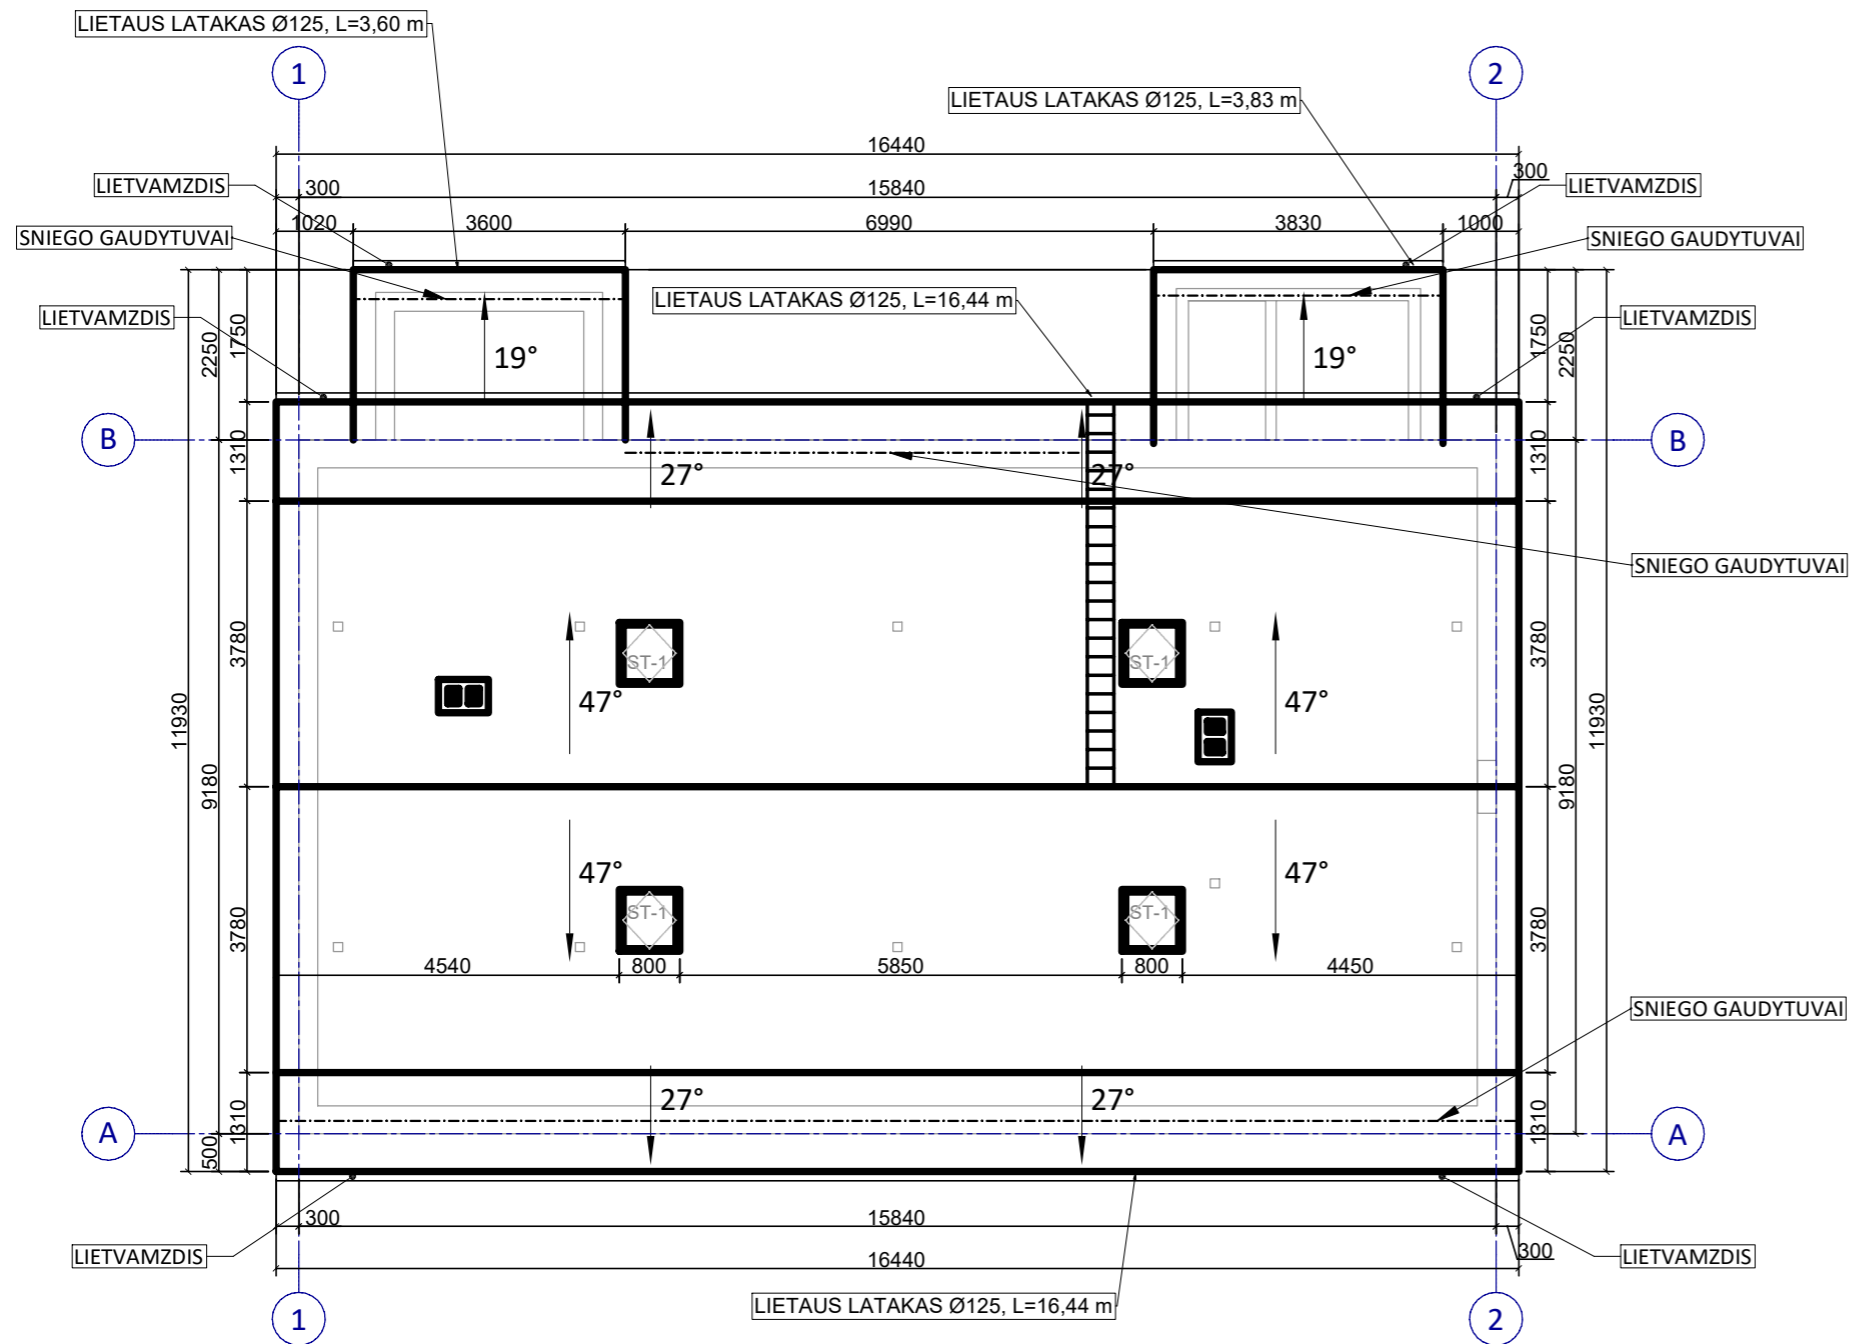 LIETAUS LATAKAS Ø125, L=3,60 m
1
2
LIETAUS LATAKAS Ø125, L=3,83 m
16440
LIETVAMZDIS
300
15840
300
LIETVAMZDIS
1020
3600
6990
3830
1000
SNIEGO GAUDYTUVAI
SNIEGO GAUDYTUVAI
LIETAUS LATAKAS Ø125, L=16,44 m
LIETVAMZDIS
LIETVAMZDIS
2250
1750
19°
19°
1750
2250
B
1310
27°
27°
1310
B
SNIEGO GAUDYTUVAI
3780
ST-1
ST-1
3780
47°
47°
11930
11930
9180
9180
47°
47°
3780
ST-1
ST-1
3780
4540
800
5850
800
4450
SNIEGO GAUDYTUVAI
27°
27°
A
500
1310
1310
A
300
15840
300
LIETVAMZDIS
16440
LIETVAMZDIS
LIETAUS LATAKAS Ø125, L=16,44 m
1
2